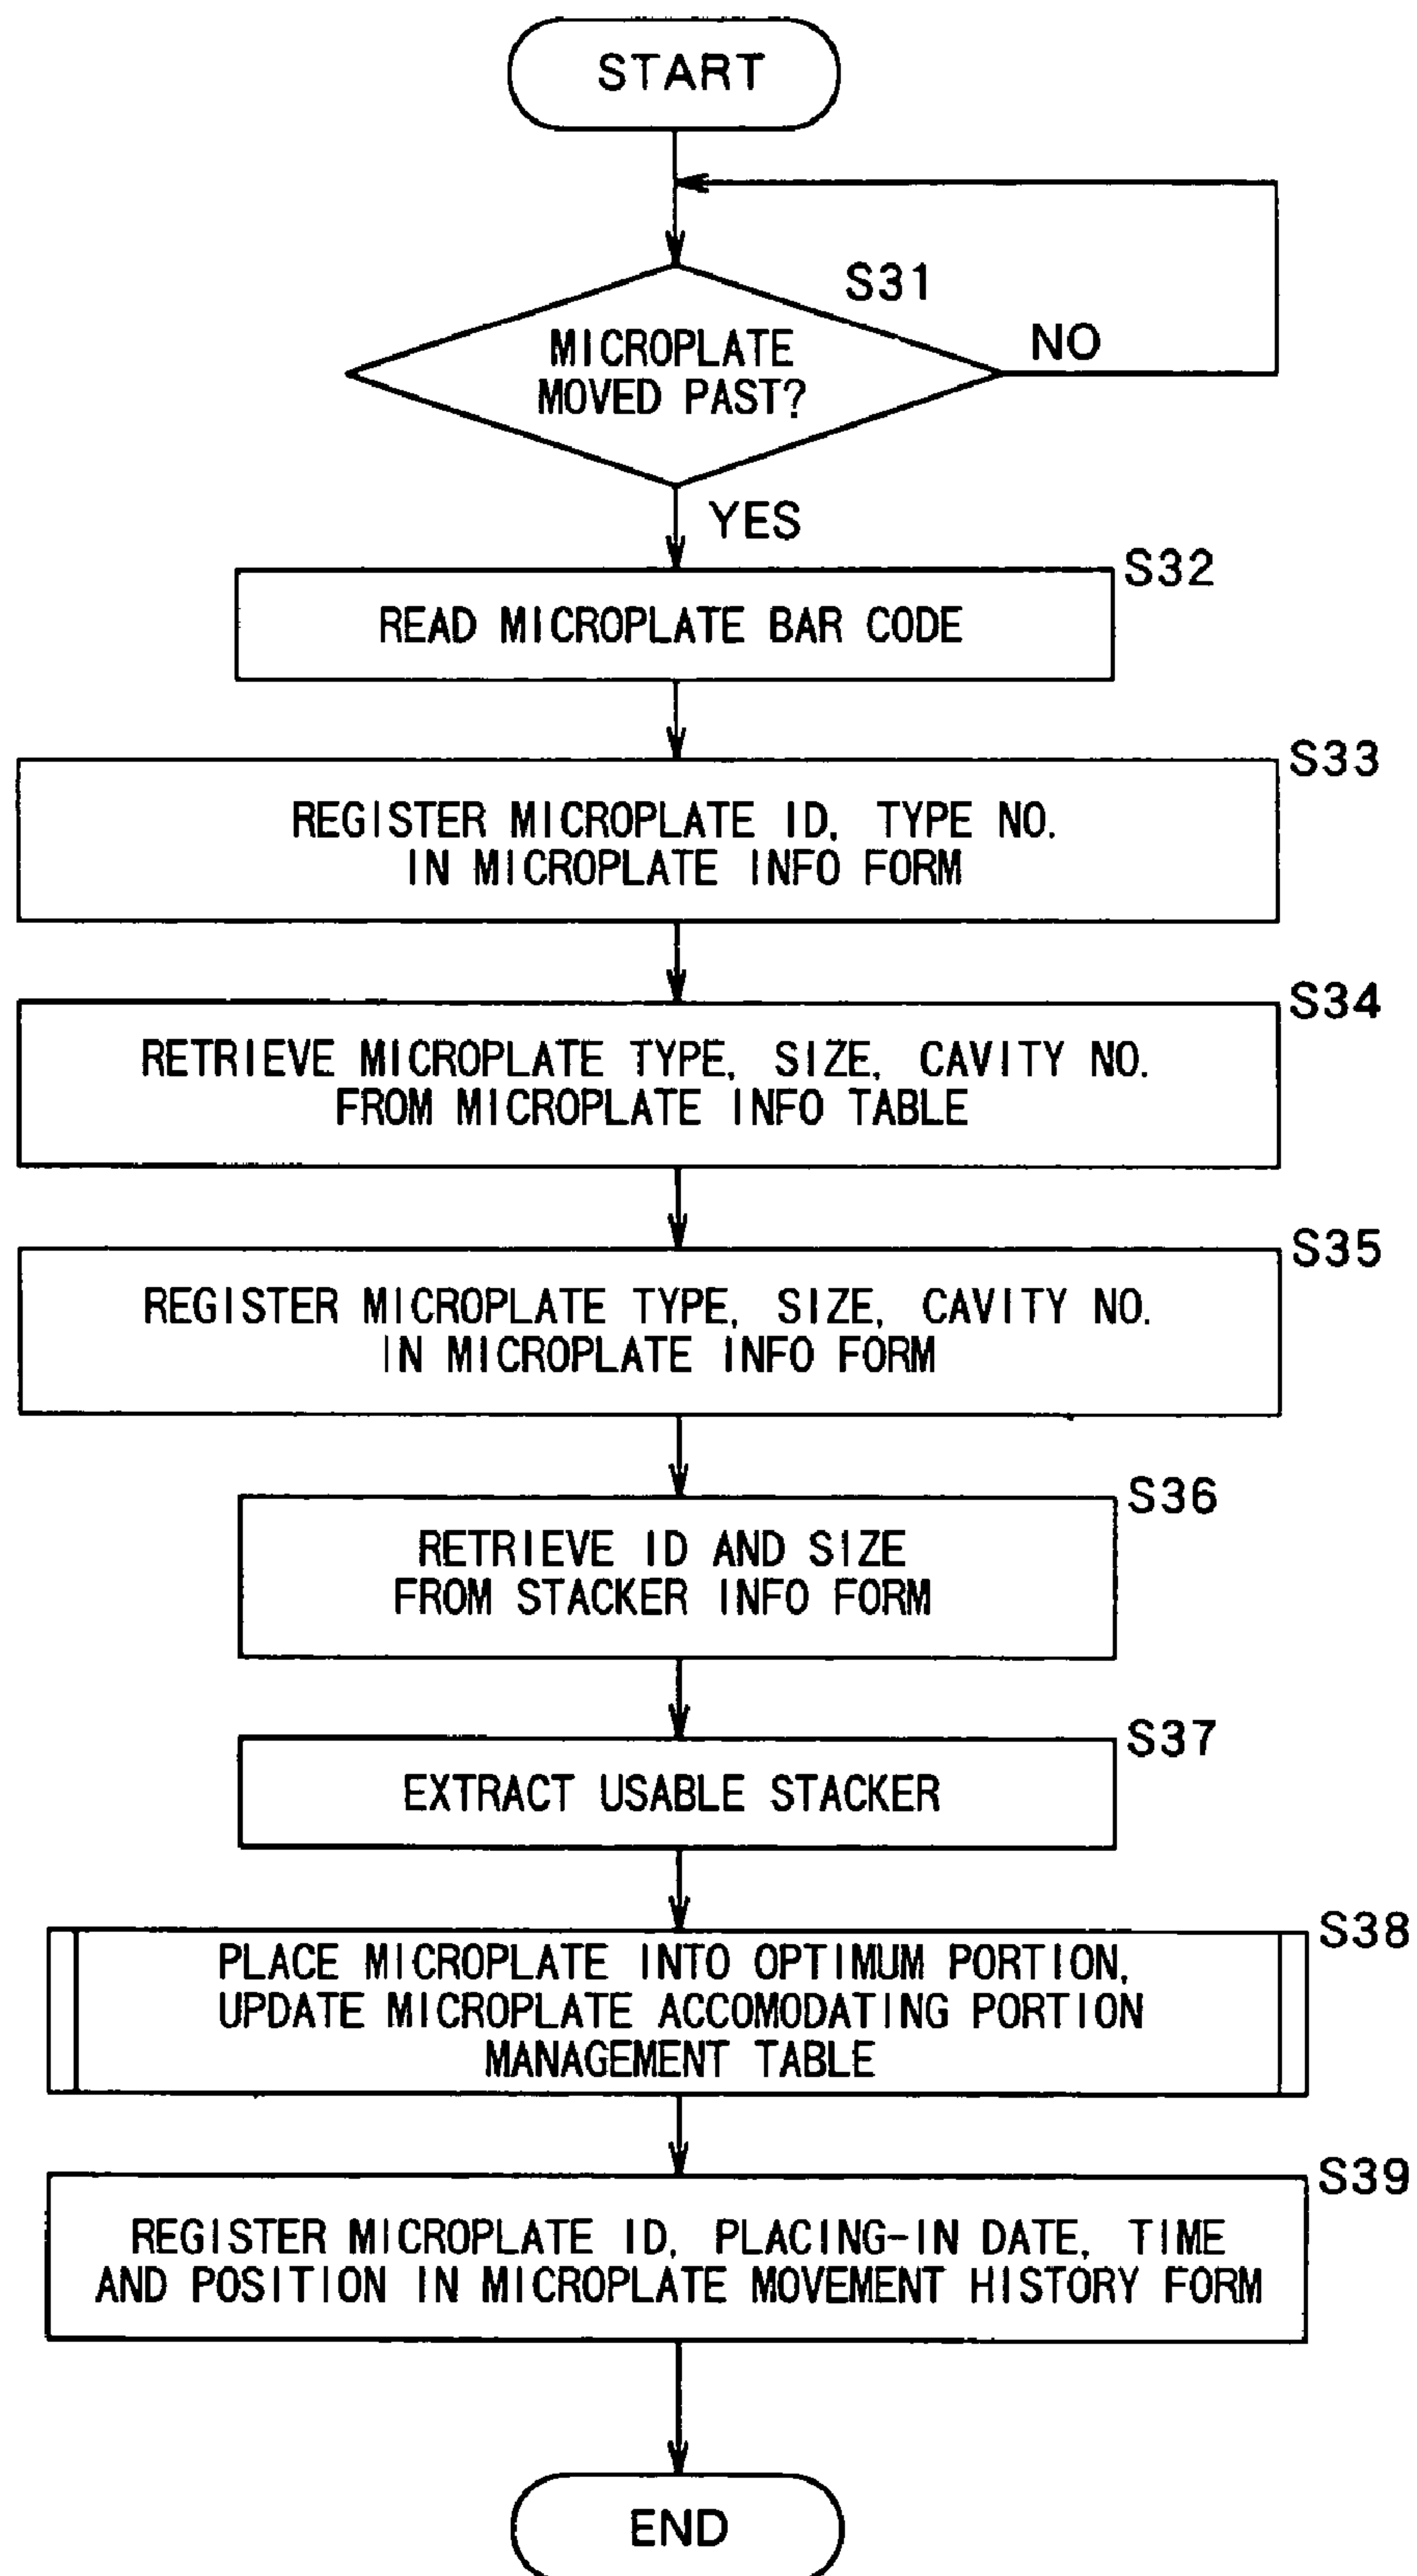 START
S31
MICROPLATE
MOVED PAST?
NO
YES
S32
READ MICROPLATE BAR CODE
S33
REGISTER MICROPLATE ID, TYPE NO.
IN MICROPLATE INFO FORM
S34
RETRIEVE MICROPLATE TYPE, SIZE, CAVITY NO.
FROM MICROPLATE INFO TABLE
S35
REGISTER MICROPLATE TYPE, SIZE, CAVITY NO.
IN MICROPLATE INFO FORM
S36
RETRIEVE ID AND SIZE
FROM STACKER INFO FORM
S37
EXTRACT USABLE STACKER
S38
PLACE MICROPLATE INTO OPTIMUM PORTION,
UPDATE MICROPLATE ACCOMODATING PORTION
MANAGEMENT TABLE
S39
REGISTER MICROPLATE ID, PLACING-IN DATE, TIME
AND POSITION IN MICROPLATE MOVEMENT HISTORY FORM
END